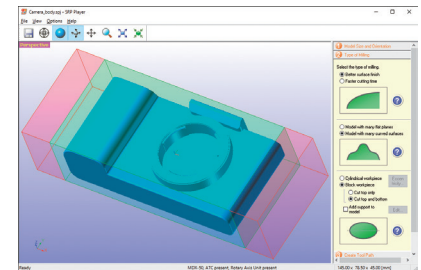 Camera_body.spj - SRP Player
File View Options Help
Perspective
Model Size and Orientation
Type of Milling
Select the type of milling
Better surface finish
Faster cutting time
Model with many flat planes
Model with many curved surfaces
Cylindrical workpiece
Block workpiece
Cut top only
Cut top and bottom
Add support to
model
Edit...
Create Tool Path
Ready
MDX-50, ATC present, Rotary Axis Unit present